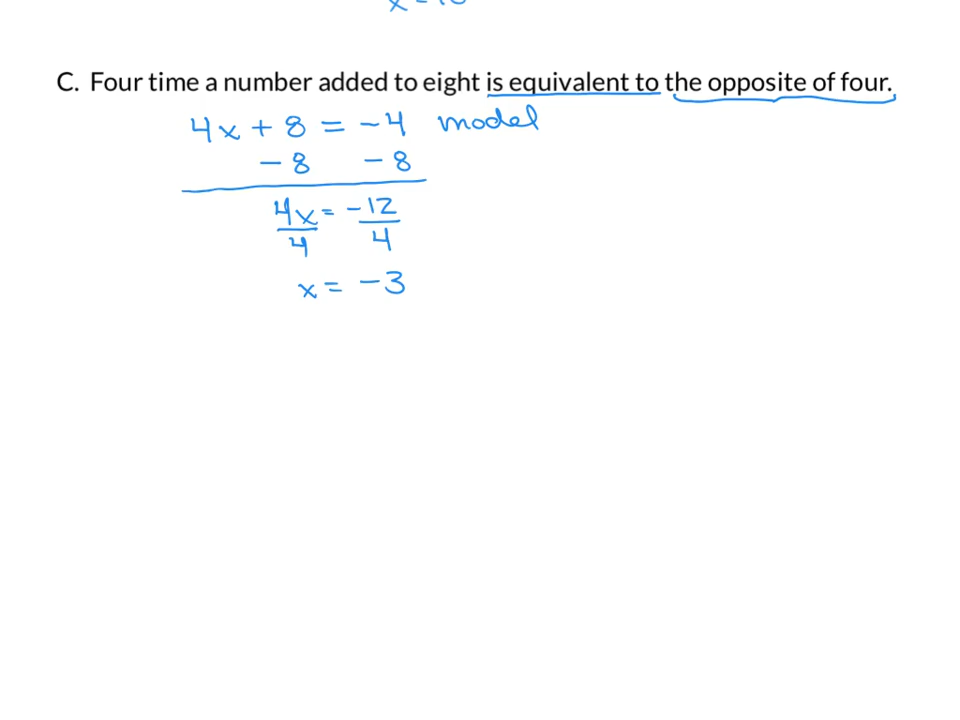 x = 10
C. Four time a number added to eight is equivalent to the opposite of four.
4x + 8 = -4 model
- 8 - 8
4x = -12
4 4
x = -3